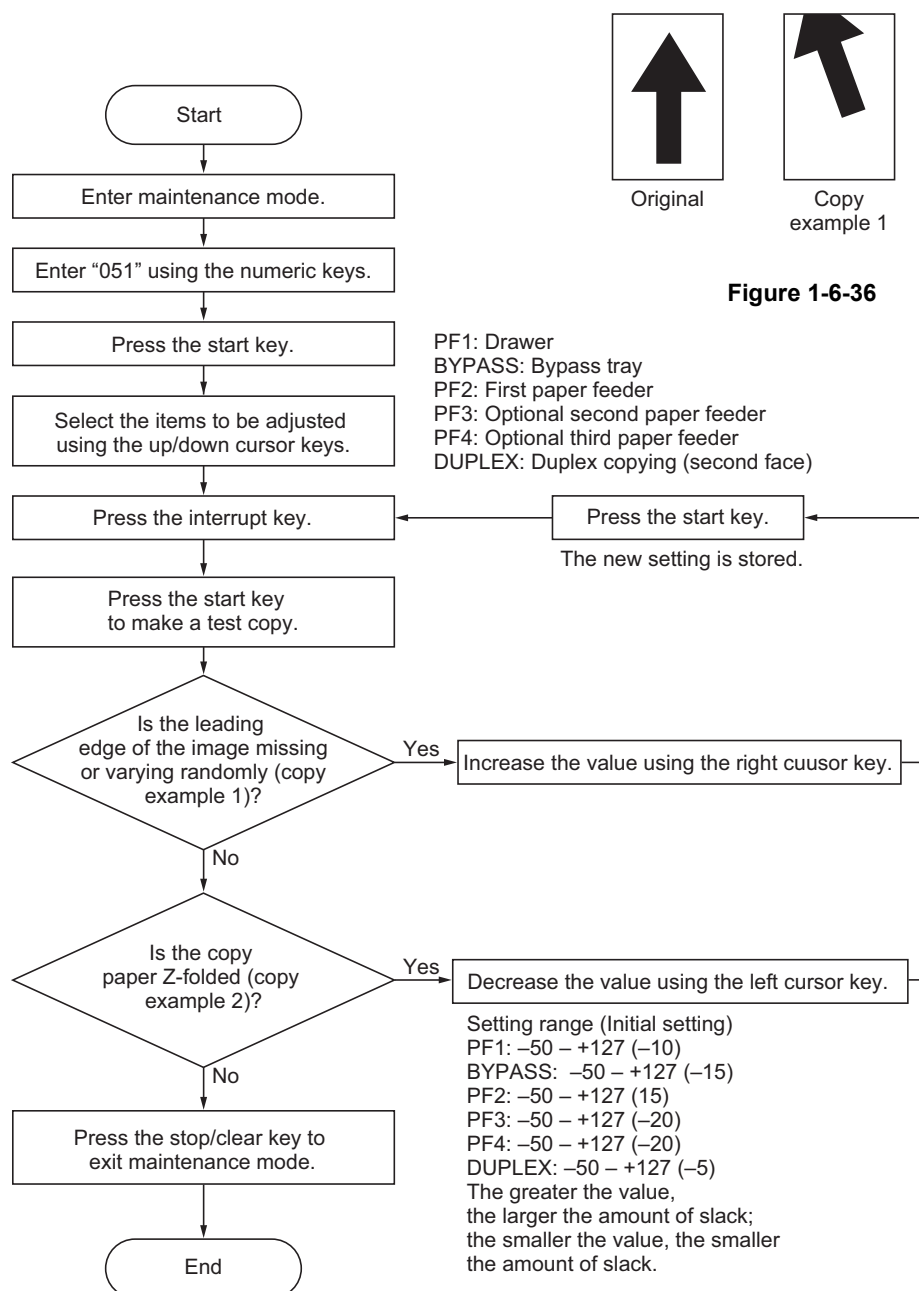 Start
Enter maintenance mode.
Enter “051” using the numeric keys.
Press the start key.
Select the items to be adjusted
using the up/down cursor keys.
Press the interrupt key.
Press the start key
to make a test copy.
Is the leading
edge of the image missing
or varying randomly (copy
example 1)?
Yes
Increase the value using the right cuusor key.
No
Is the copy
paper Z-folded (copy
example 2)?
Yes
Decrease the value using the left cursor key.
No
Press the stop/clear key to
exit maintenance mode.
End
Original
Copy
example 1
Figure 1-6-36
PF1: Drawer
BYPASS: Bypass tray
PF2: First paper feeder
PF3: Optional second paper feeder
PF4: Optional third paper feeder
DUPLEX: Duplex copying (second face)
Press the start key.
The new setting is stored.
Setting range (Initial setting)
PF1: –50 – +127 (–10)
BYPASS:  –50 – +127 (–15)
PF2: –50 – +127 (15)
PF3: –50 – +127 (–20)
PF4: –50 – +127 (–20)
DUPLEX: –50 – +127 (–5)
The greater the value,
the larger the amount of slack;
the smaller the value, the smaller
the amount of slack.